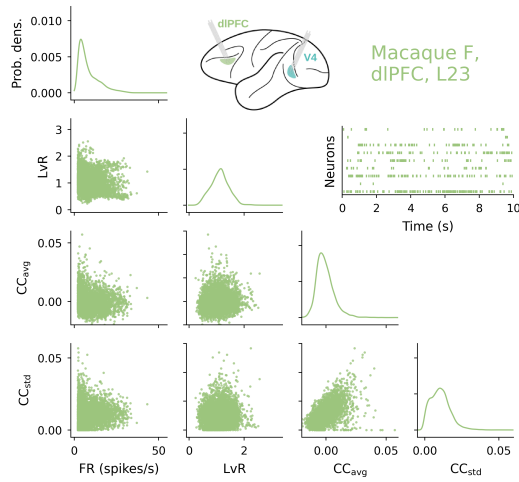 Prob. dens.
0.010
0.005
0.000
dlPFC
V4
Macaque F,
dlPFC, L23
LvR
3
2
1
0
Neurons
0 2 4 6 8 10
Time (s)
CCavg
0.05
0.00
CCstd
0.05
0.00
0 50
FR (spikes/s)
0 2
LvR
0.00 0.05
CCavg
0.00 0.05
CCstd